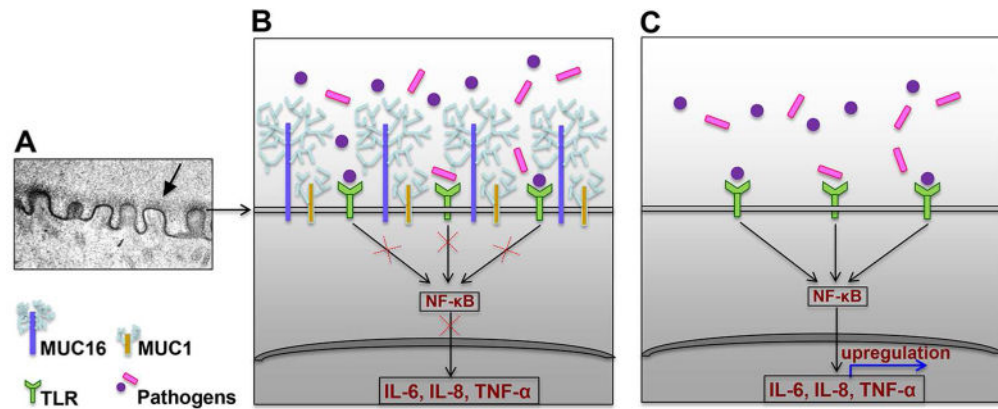 A
MUC16
MUC1
TLR
Pathogens
B
NF-κB
IL-6, IL-8, TNF-α
C
NF-κB
upregulation
IL-6, IL-8, TNF-α